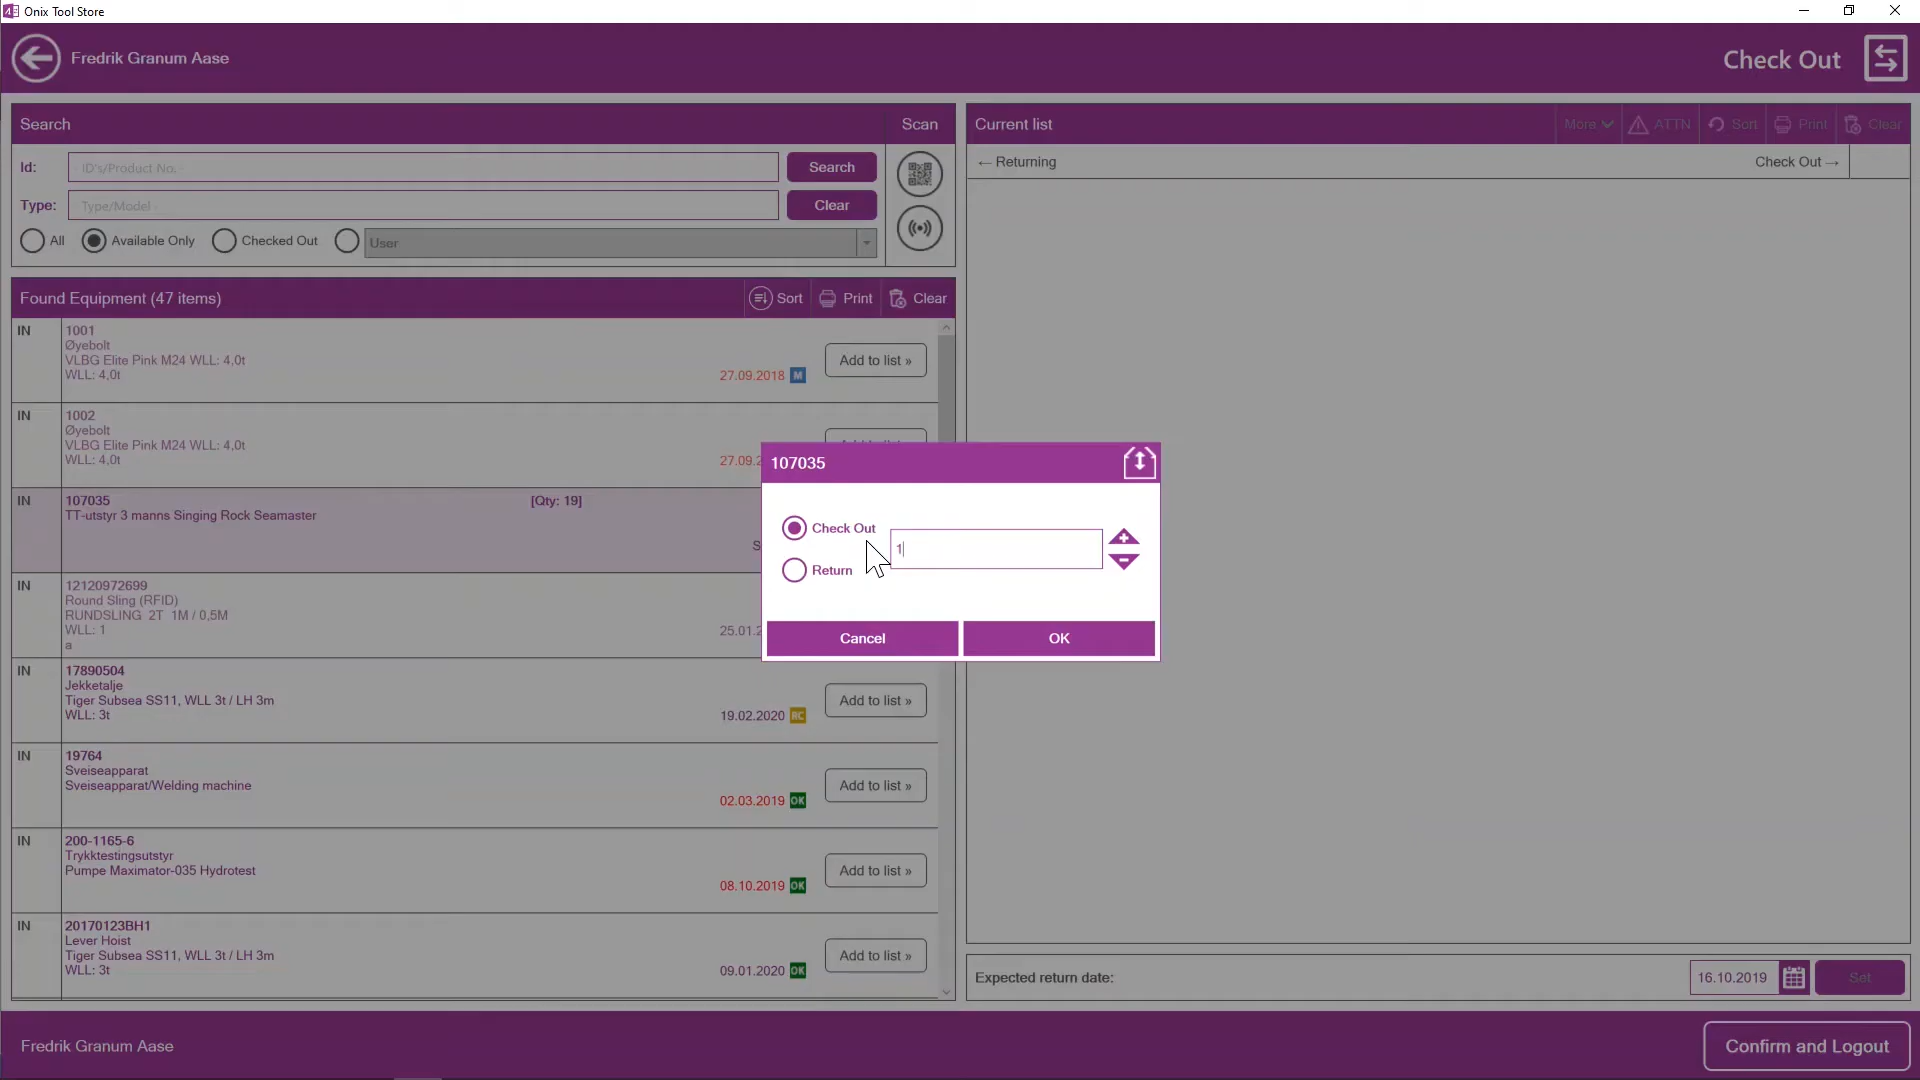 Onix Tool Store
Fredrik Granum Aase
Check Out
Search
Scan
Id:
ID's/Product No.
Search
Type:
Type/Model
Clear
All
Available Only
Checked Out
User
Found Equipment (47 items)
Sort
Print
Clear
IN
1001
Øyebolt
VLBG Elite Pink M24 WLL: 4,0t
WLL: 4,0t
27.09.2018 M
Add to list »
IN
1002
Øyebolt
VLBG Elite Pink M24 WLL: 4,0t
WLL: 4,0t
27.09.2
IN
107035
[Qty: 19]
TT-utstyr 3 manns Singing Rock Seamaster
S
IN
12120972699
Round Sling (RFID)
RUNDSLING 2T 1M / 0,5M
WLL: 1
a
25.01.2
IN
17890504
Jekketalje
Tiger Subsea SS11, WLL 3t / LH 3m
WLL: 3t
19.02.2020 RC
Add to list »
IN
19764
Sveiseapparat
Sveiseapparat/Welding machine
02.03.2019 OK
Add to list »
IN
200-1165-6
Trykktestingsutstyr
Pumpe Maximator-035 Hydrotest
08.10.2019 OK
Add to list »
IN
20170123BH1
Lever Hoist
Tiger Subsea SS11, WLL 3t / LH 3m
WLL: 3t
09.01.2020 OK
Add to list »
107035
Check Out
1
Return
Cancel
OK
Current list
More
ATTN
Sort
Print
Clear
← Returning
Check Out →
Expected return date:
16.10.2019
Set
Fredrik Granum Aase
Confirm and Logout